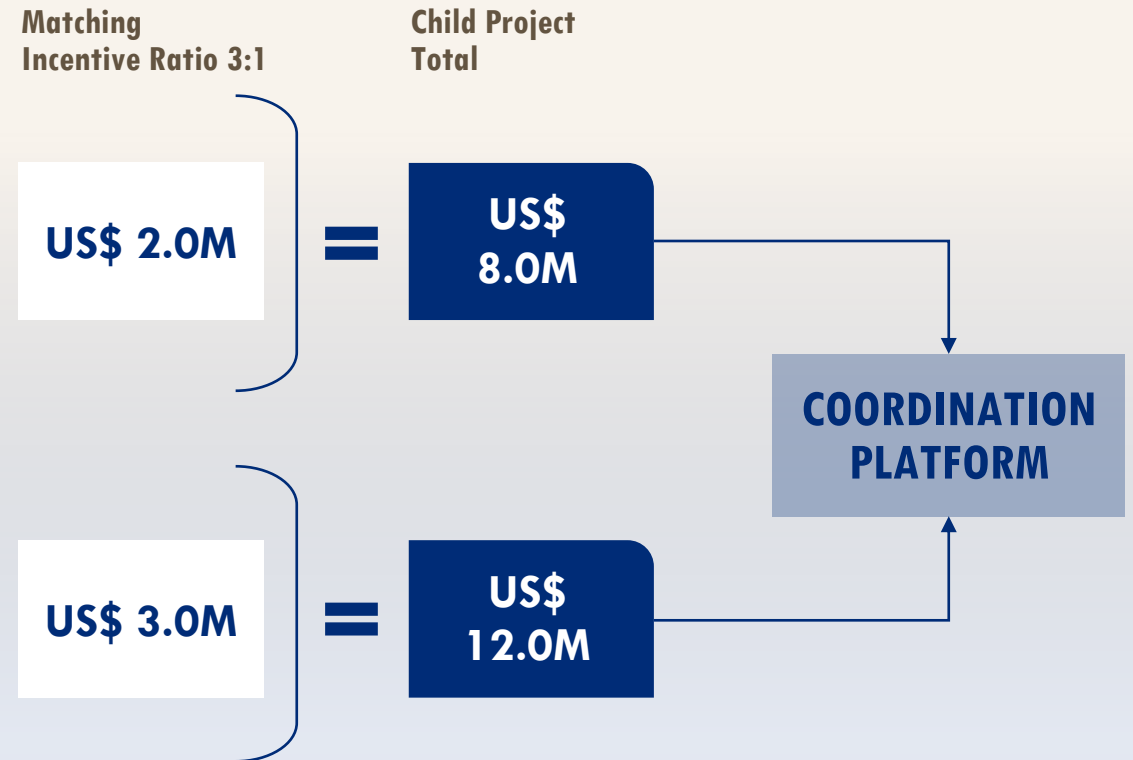 Matching
Incentive Ratio 3:1
Child Project
Total
US$ 2.0M
=
US$
8.0M
COORDINATION
PLATFORM
US$ 3.0M
=
US$
12.0M